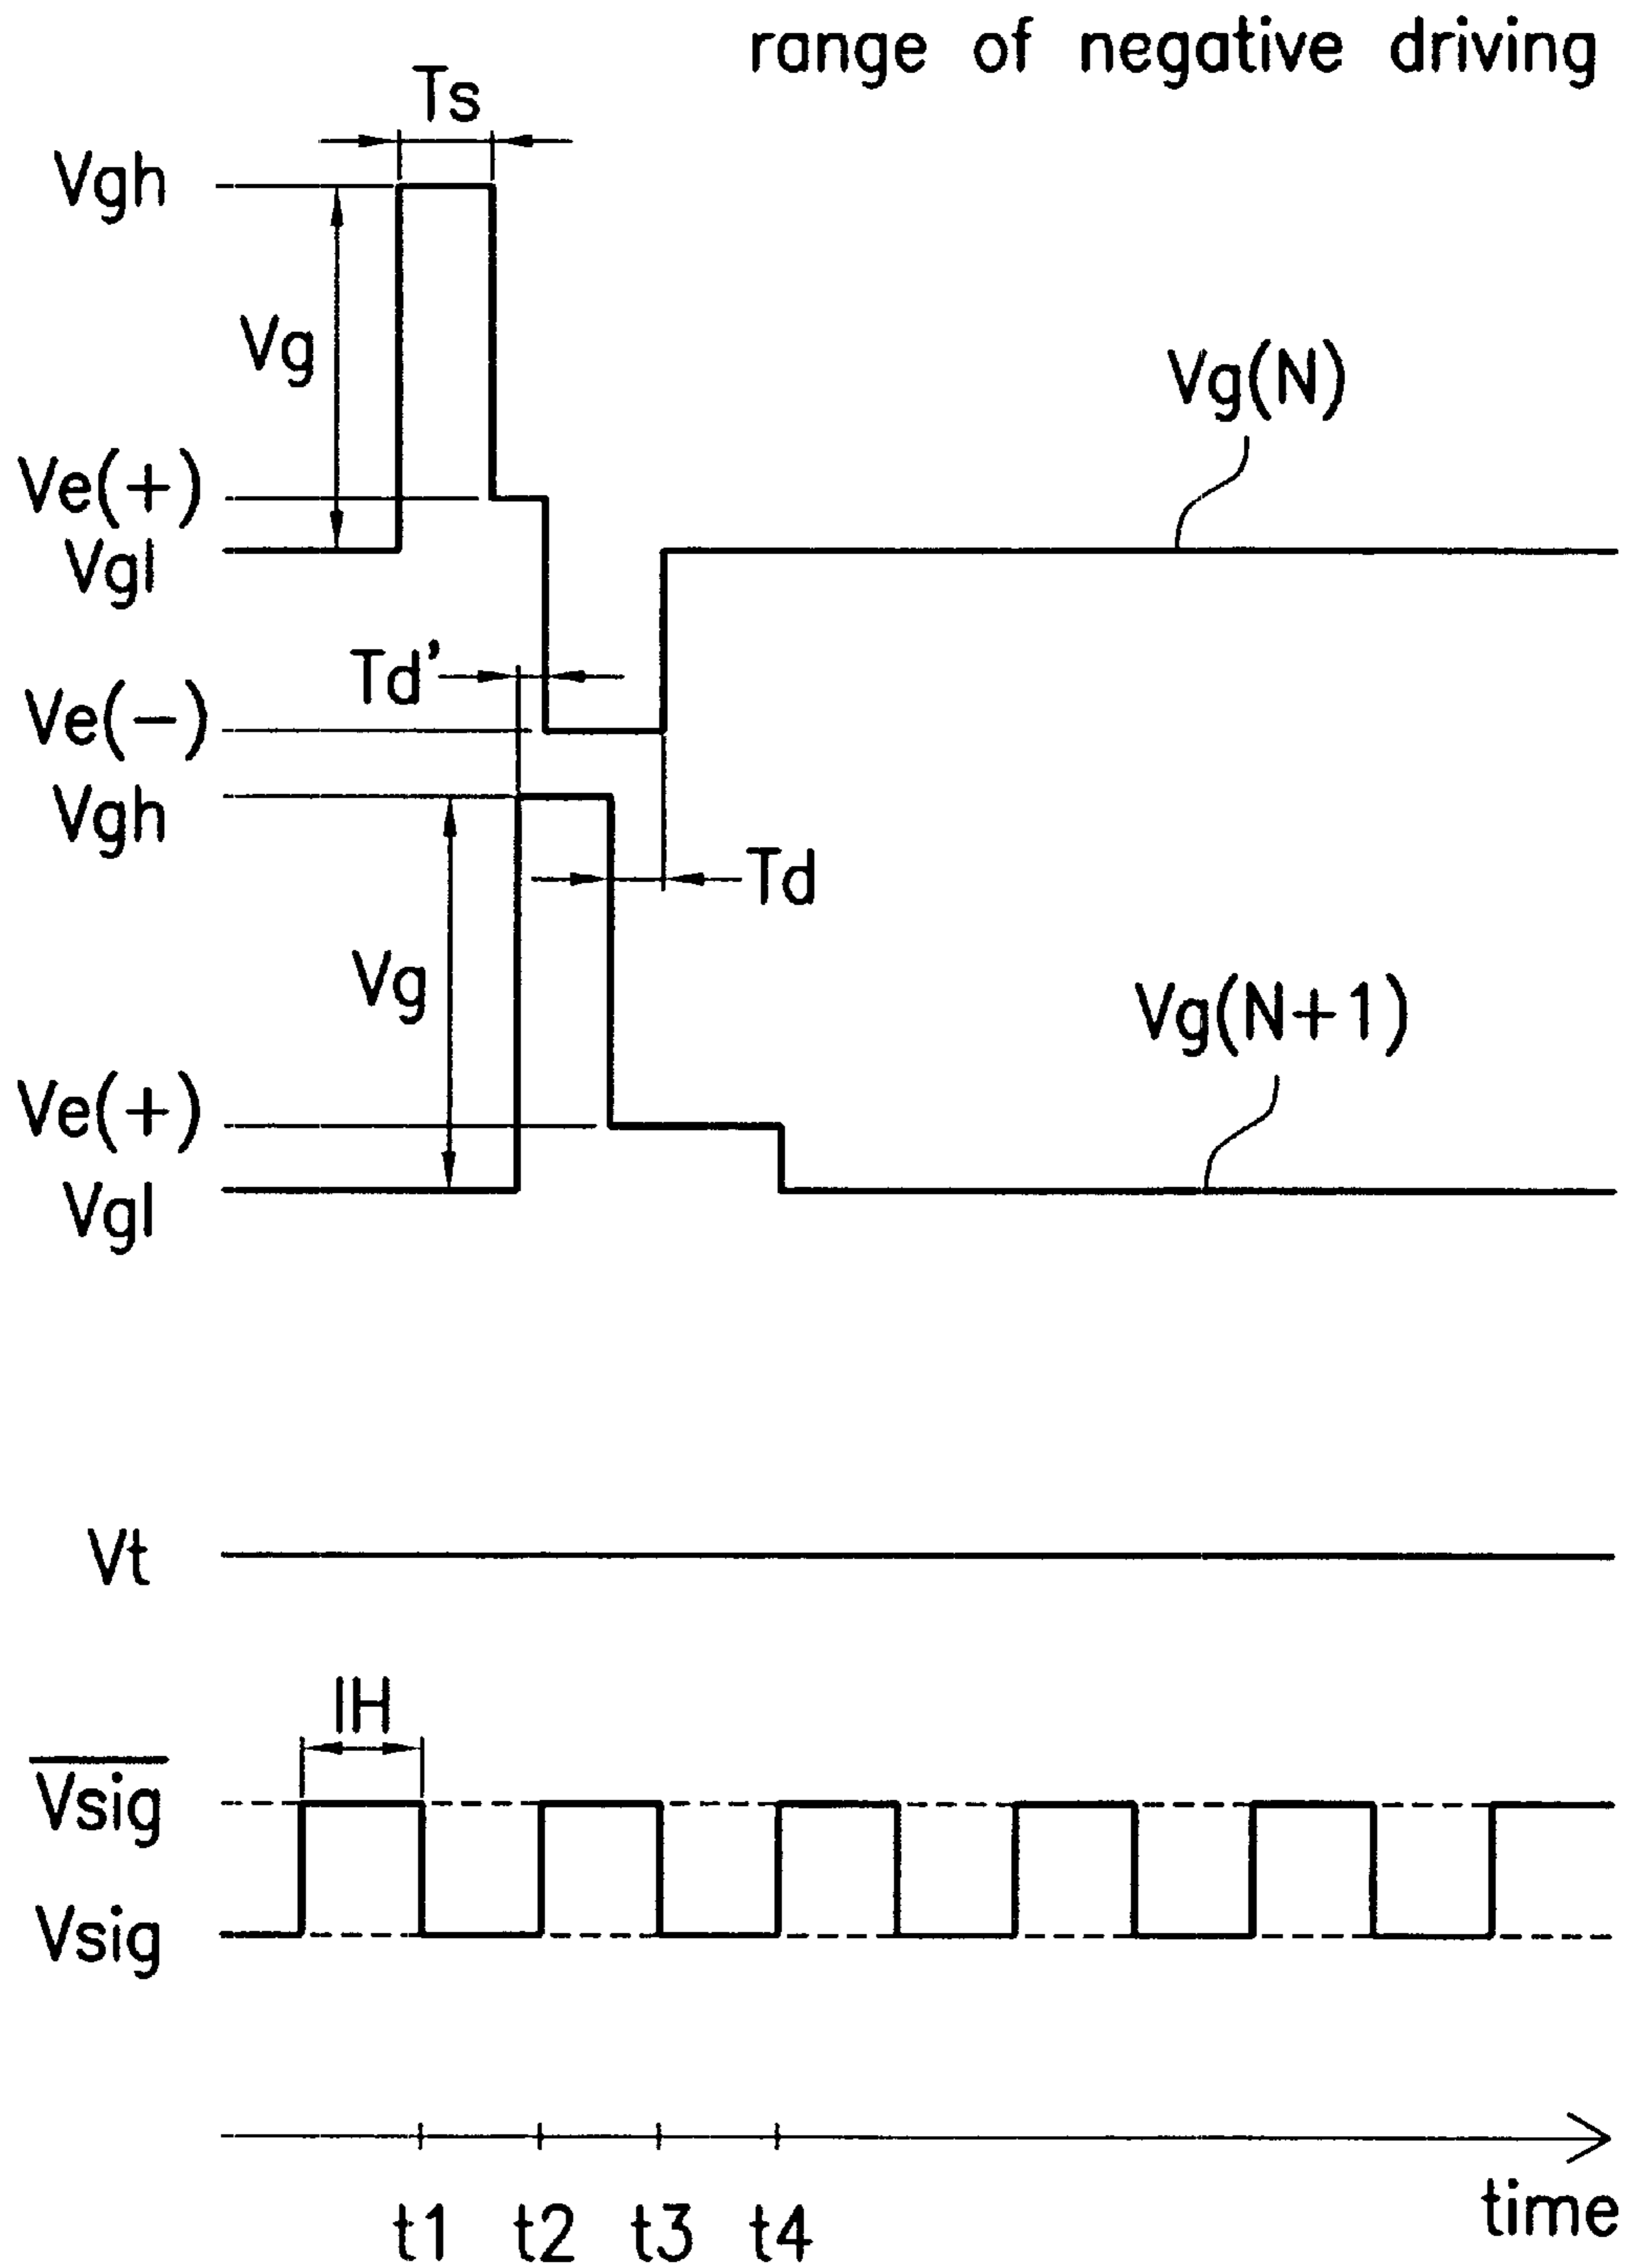 range of negative driving
Ts
Vgh
Vg
Vg(N)
Ve(+)
Vgl
Td'
Ve(-)
Vgh
Td
Vg
Vg(N+1)
Ve(+)
Vgl
Vt
IH
V̅s̅i̅g̅
Vsig
t1 t2 t3 t4
time